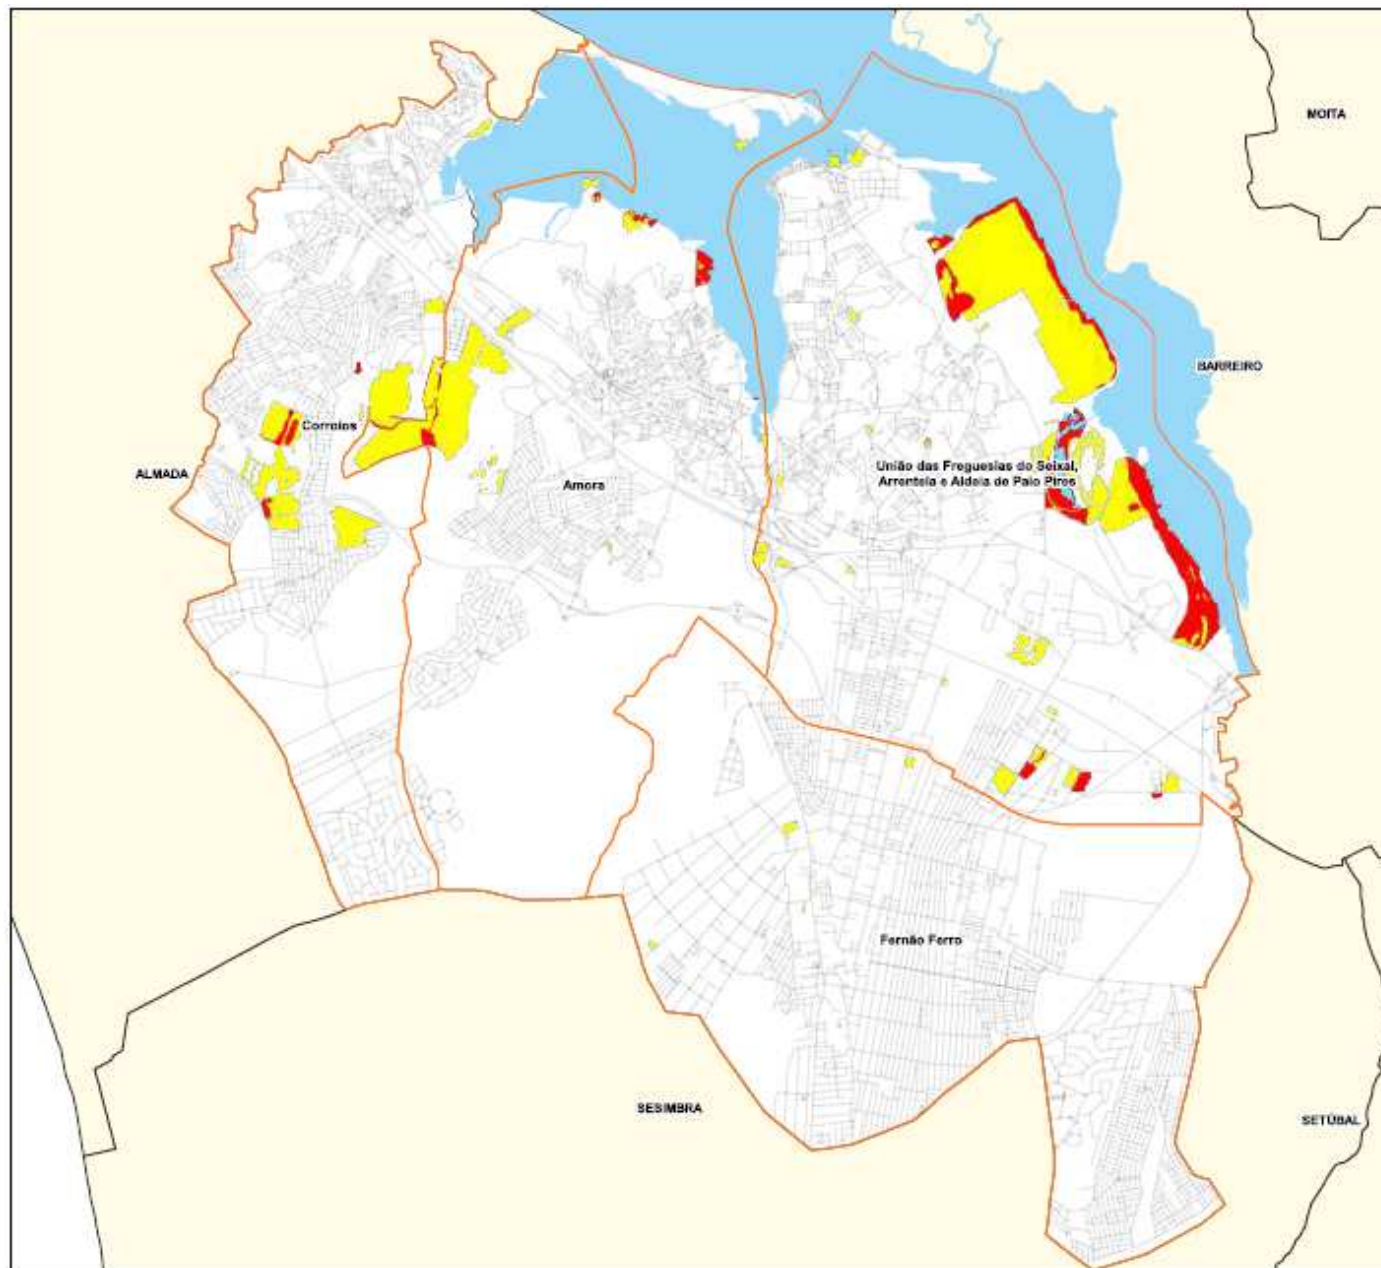 MOITA
BARREIRO
Corroios
ALMADA
União das Freguesias do Seixal,
Arrentela e Aldeia de Paio Pires
Amora
Fernão Ferro
SESIMBRA
SETÚBAL